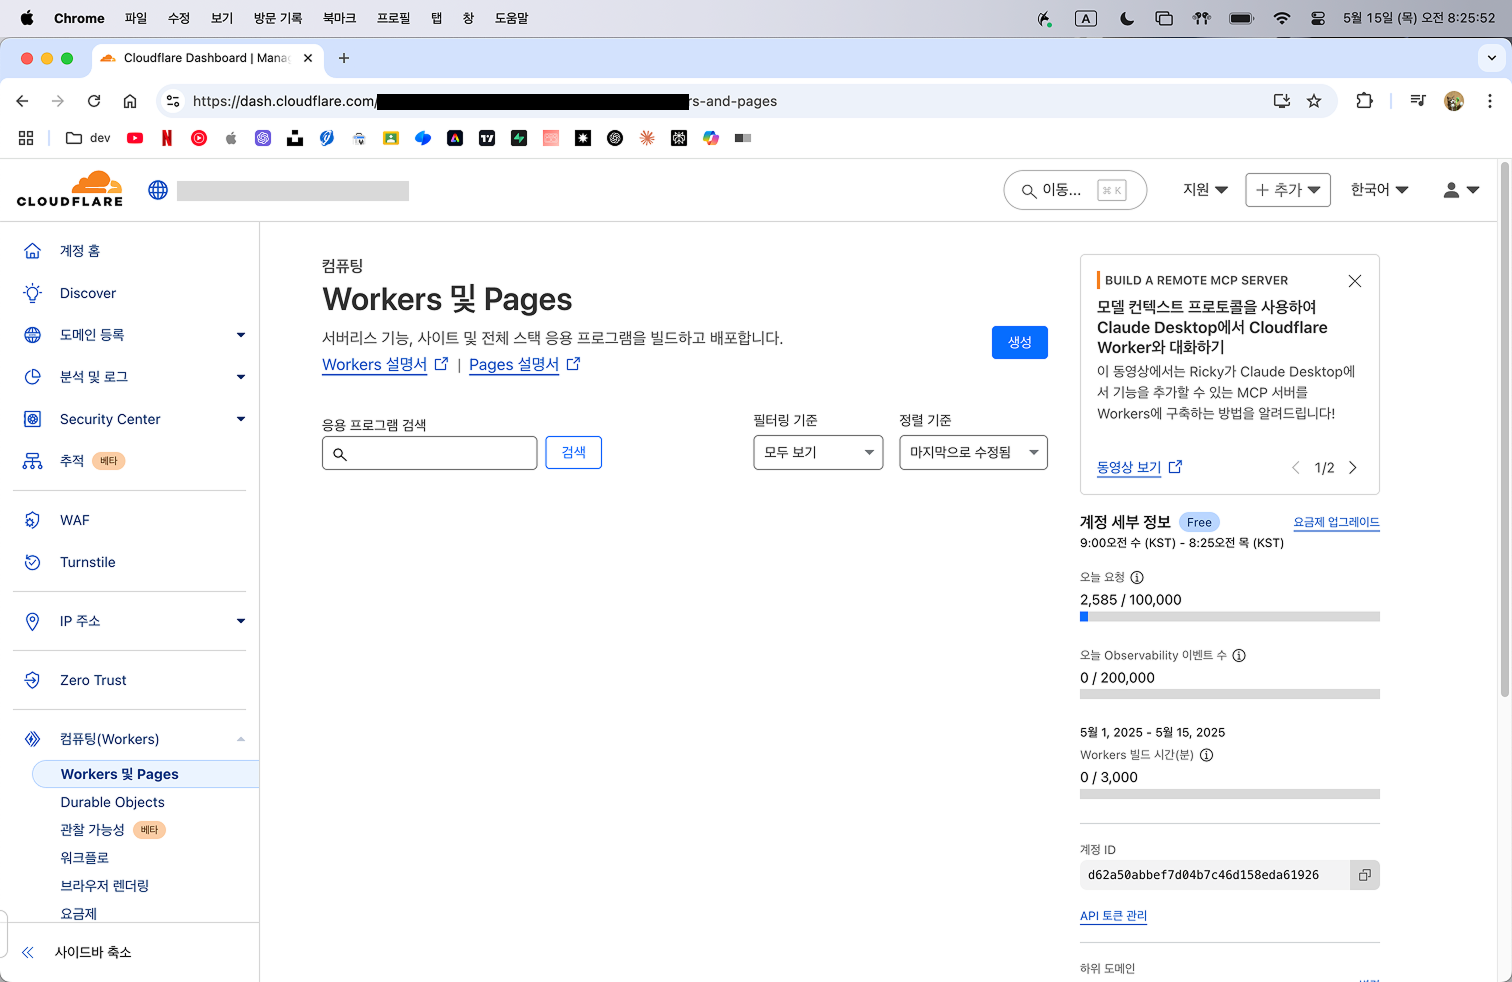 Chrome 파일 수정 보기 방문 기록 북마크 프로필 탭 창 도움말 A 5월 15일 (목) 오전 8:25:52
Cloudflare Dashboard | Mana
https://dash.cloudflare.com/ rs-and-pages
dev
CLOUDFLARE
이동... ⌘ K 지원 추가 한국어
계정 홈
Discover
도메인 등록
분석 및 로그
Security Center
추적 베타
WAF
Turnstile
IP 주소
Zero Trust
컴퓨팅(Workers)
Workers 및 Pages
Durable Objects
관찰 가능성 베타
워크플로
브라우저 렌더링
요금제
사이드바 축소
컴퓨팅
Workers 및 Pages
서버리스 기능, 사이트 및 전체 스택 응용 프로그램을 빌드하고 배포합니다.
Workers 설명서 | Pages 설명서
생성
응용 프로그램 검색
검색
필터링 기준
모두 보기
정렬 기준
마지막으로 수정됨
BUILD A REMOTE MCP SERVER
모델 컨텍스트 프로토콜을 사용하여
Claude Desktop에서 Cloudflare
Worker와 대화하기
이 동영상에서는 Ricky가 Claude Desktop에
서 기능을 추가할 수 있는 MCP 서버를
Workers에 구축하는 방법을 알려드립니다!
동영상 보기 1/2
계정 세부 정보 Free 요금제 업그레이드
9:00오전 수 (KST) - 8:25오전 목 (KST)
오늘 요청
2,585 / 100,000
오늘 Observability 이벤트 수
0 / 200,000
5월 1, 2025 - 5월 15, 2025
Workers 빌드 시간(분)
0 / 3,000
계정 ID
d62a50abbef7d04b7c46d158eda61926
API 토큰 관리
하위 도메인